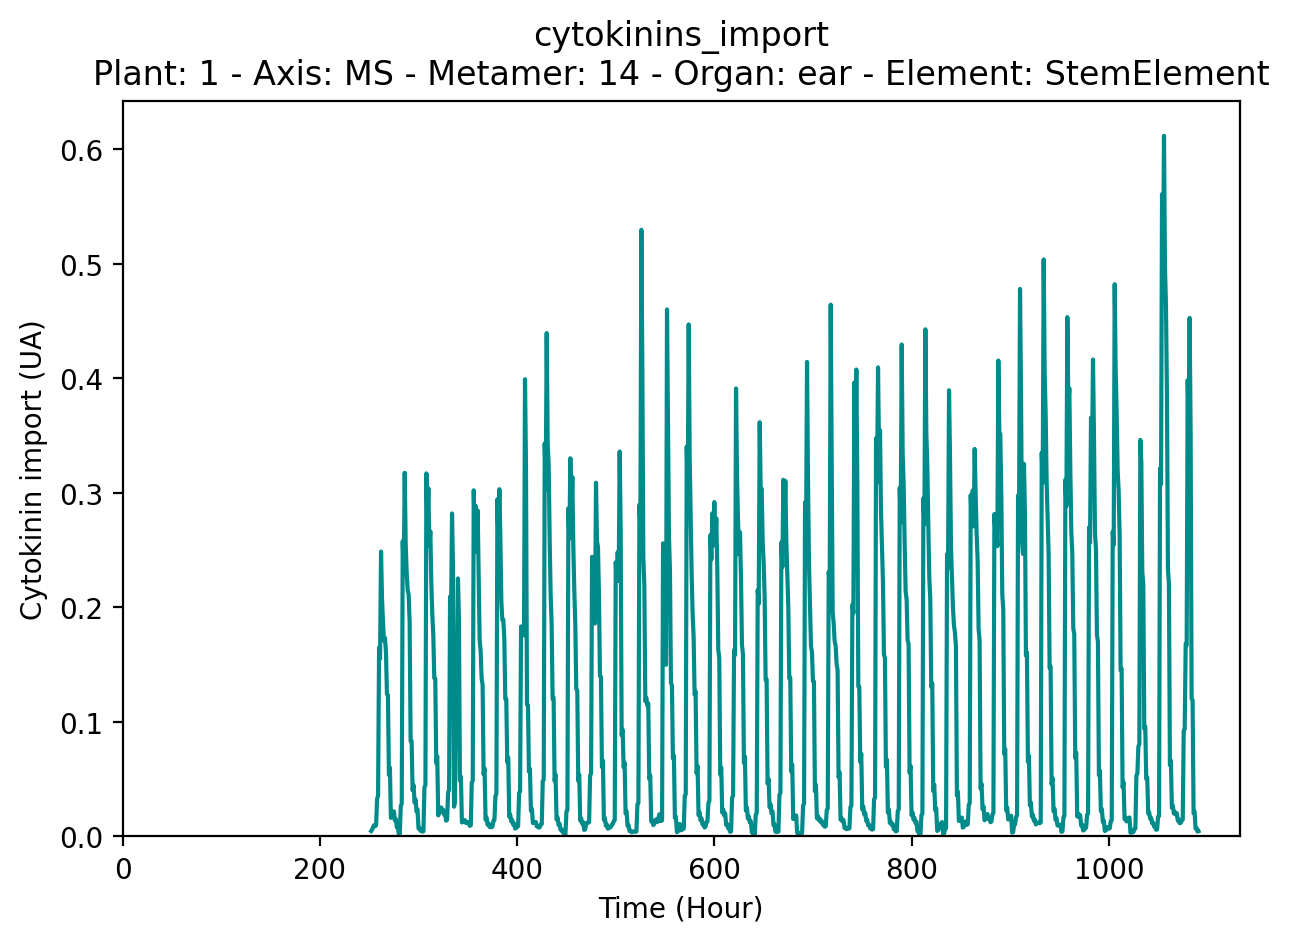 cytokinins_import
Plant: 1 - Axis: MS - Metamer: 14 - Organ: ear - Element: StemElement
0.6
0.5
0.4
0.3
0.2
0.1
0.0
Cytokinin import (UA)
0 200 400 600 800 1000
Time (Hour)